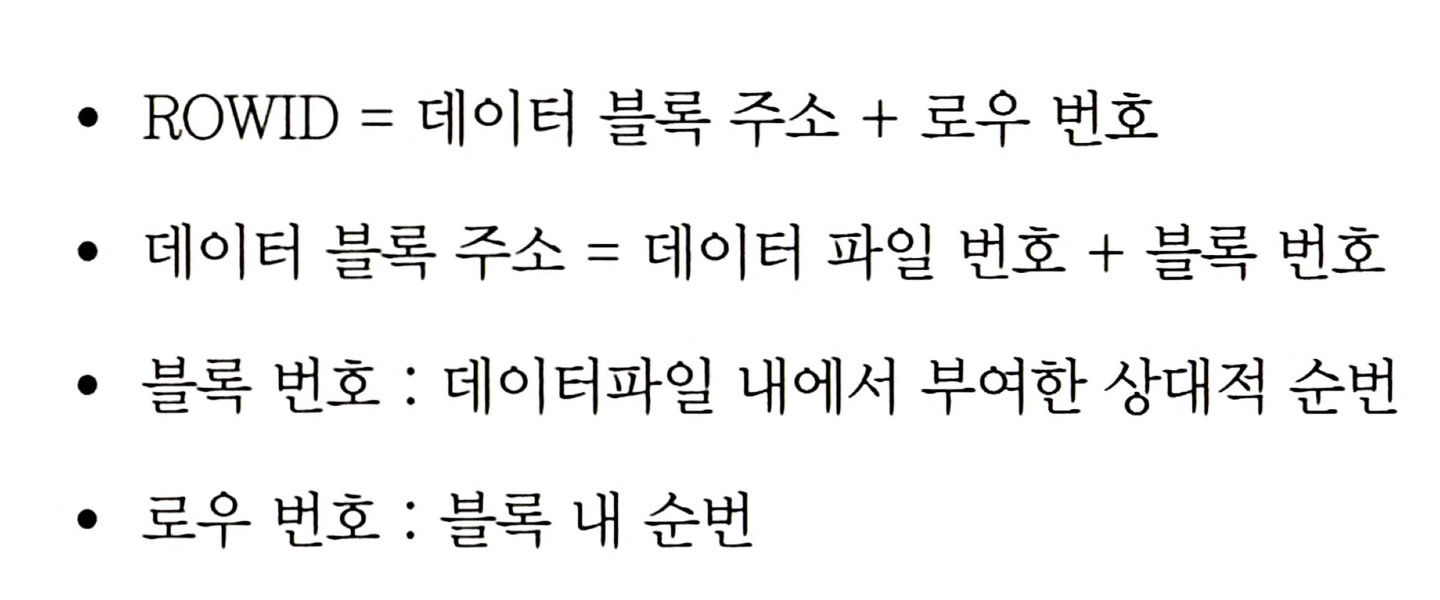 • ROWID = 데이터 블록 주소 + 로우 번호
• 데이터 블록 주소 = 데이터 파일 번호 + 블록 번호
• 블록 번호 : 데이터파일 내에서 부여한 상대적 순번
• 로우 번호 : 블록 내 순번